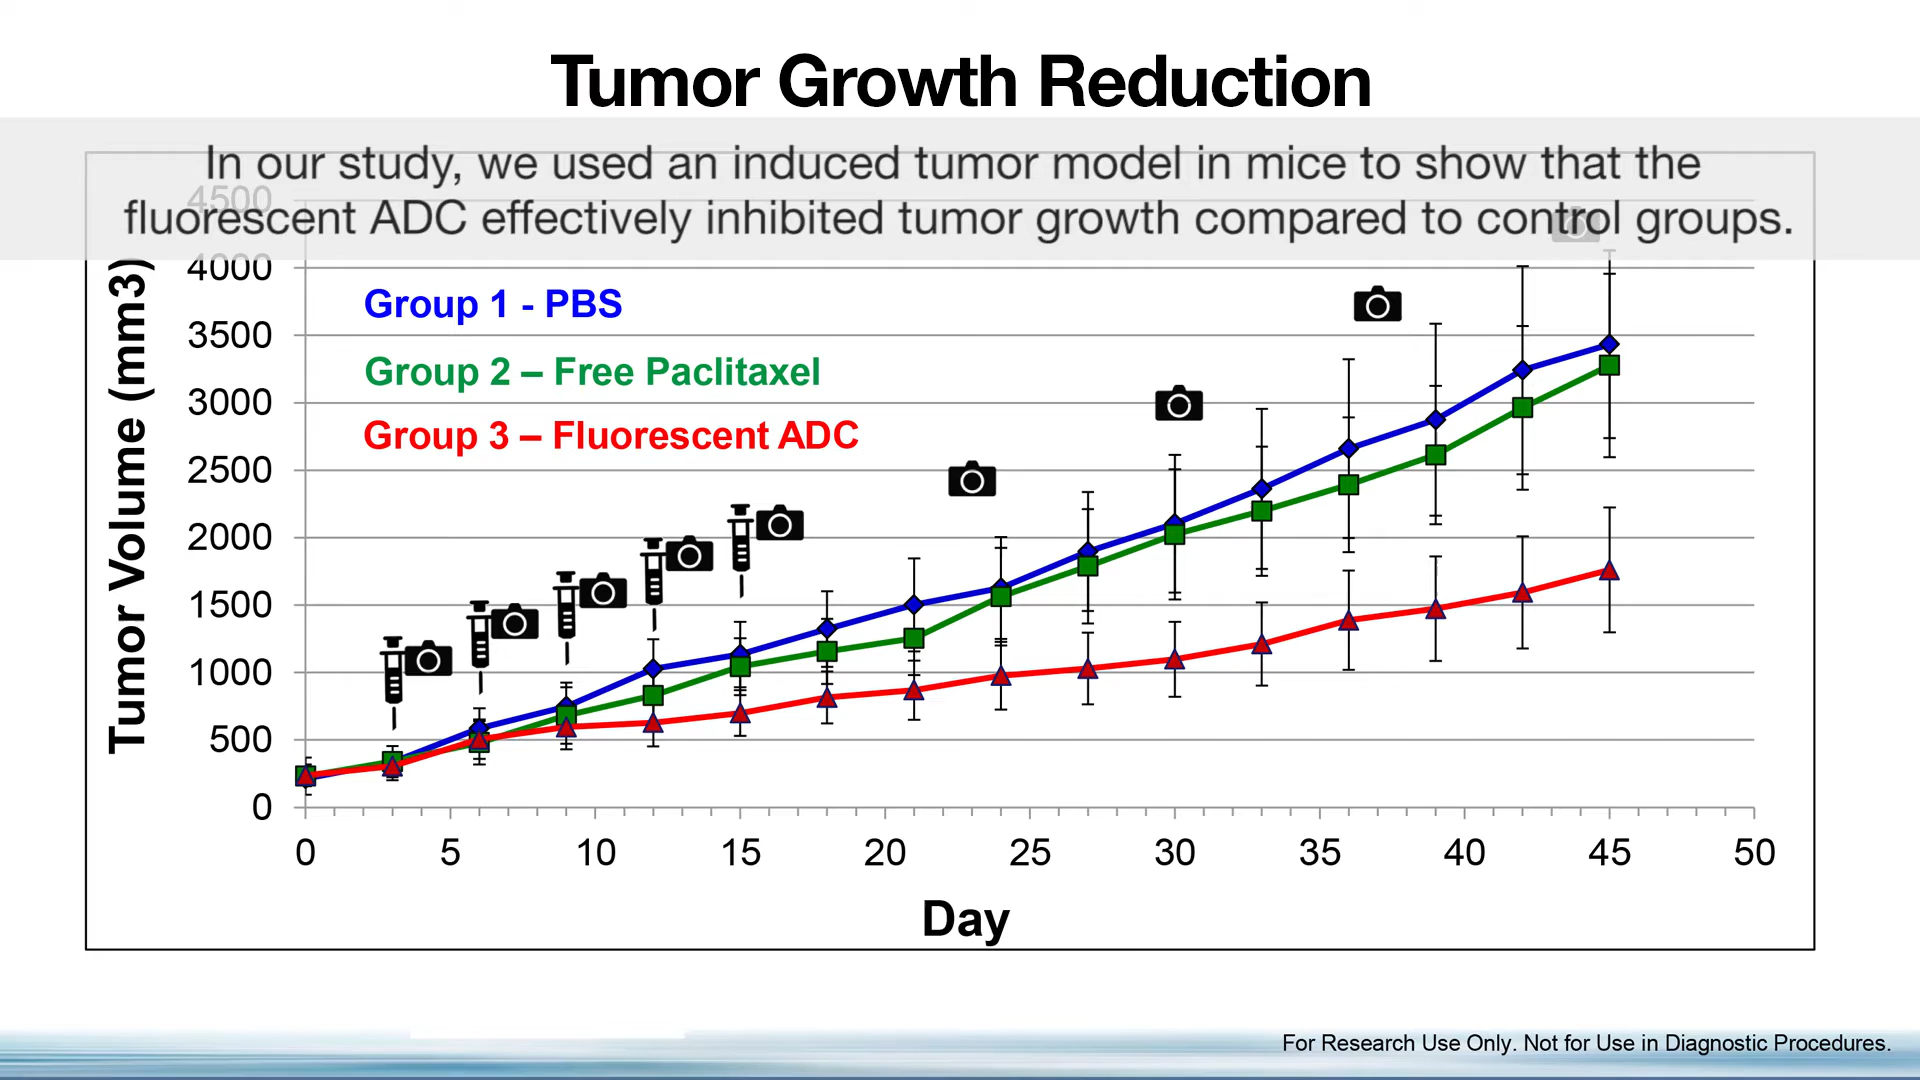 Tumor Growth Reduction
In our study, we used an induced tumor model in mice to show that the
fluorescent ADC effectively inhibited tumor growth compared to control groups.
4500
4000
3500
3000
2500
2000
1500
1000
500
0
Tumor Volume (mm3)
Group 1 - PBS
Group 2 – Free Paclitaxel
Group 3 – Fluorescent ADC
0 5 10 15 20 25 30 35 40 45 50
Day
For Research Use Only. Not for Use in Diagnostic Procedures.